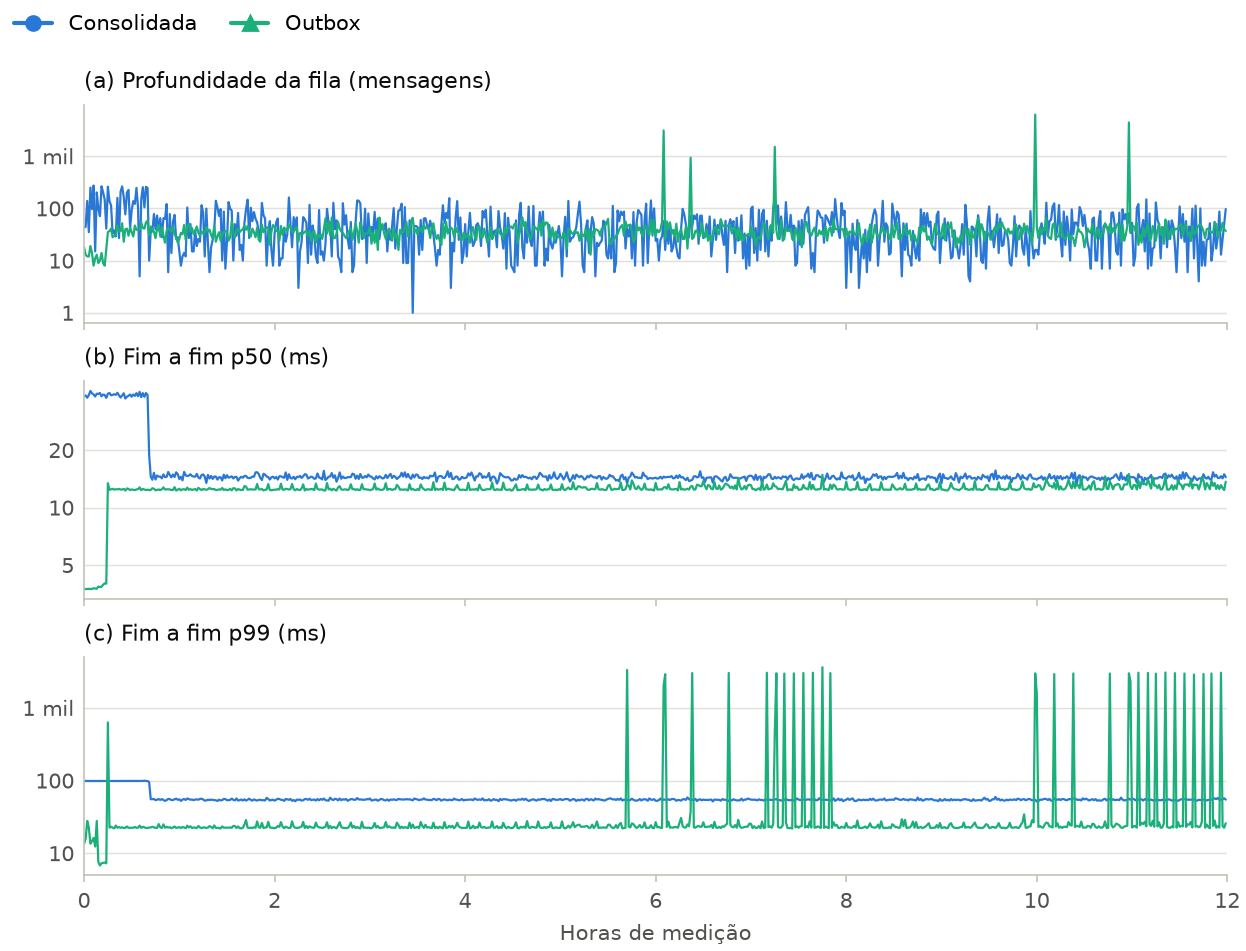 Consolidada Outbox
(a) Profundidade da fila (mensagens)
1 mil
100
10
1
(b) Fim a fim p50 (ms)
20
10
5
(c) Fim a fim p99 (ms)
1 mil
100
10
0 2 4 6 8 10 12
Horas de medição